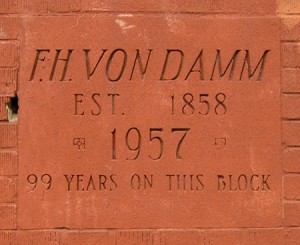 F.H. VON DAMM
EST. 1858
1957
99 YEARS ON THIS BLOCK